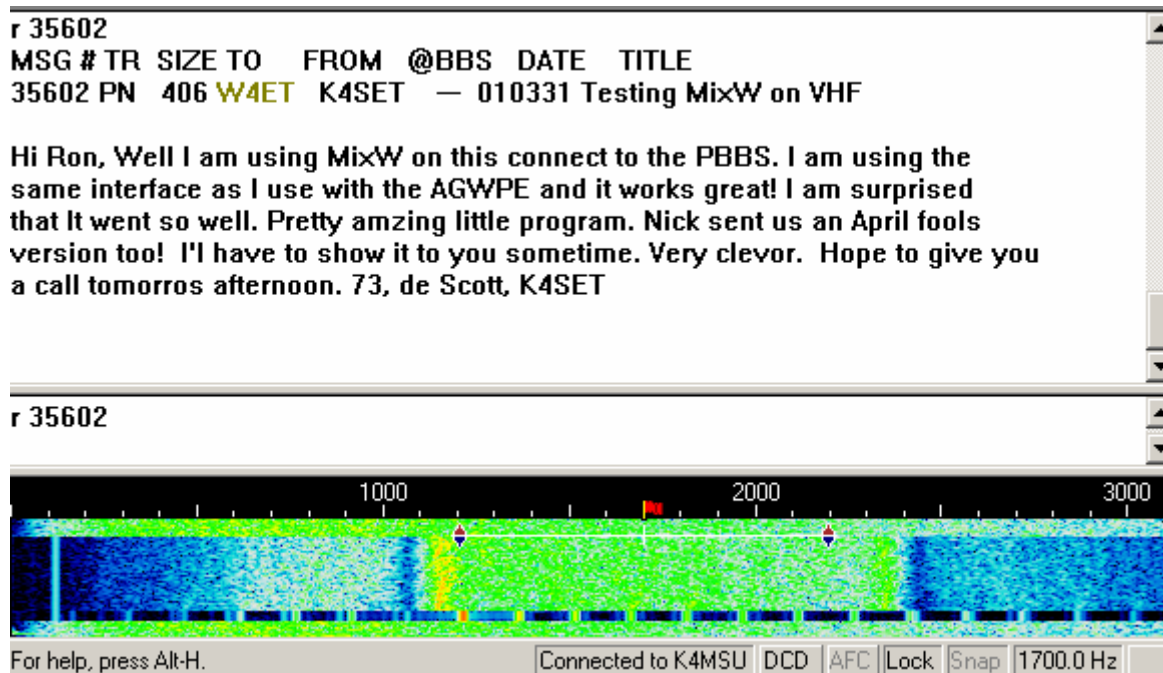 r 35602
MSG # TR SIZE TO FROM @BBS DATE TITLE
35602 PN 406 W4ET K4SET — 010331 Testing MixW on VHF
Hi Ron, Well I am using MixW on this connect to the PBBS. I am using the
same interface as I use with the AGWPE and it works great! I am surprised
that It went so well. Pretty amzing little program. Nick sent us an April fools
version too! I'l have to show it to you sometime. Very clevor. Hope to give you
a call tomorros afternoon. 73, de Scott, K4SET
r 35602
1000 2000 3000
For help, press Alt-H. Connected to K4MSU DCD AFC Lock Snap 1700.0 Hz